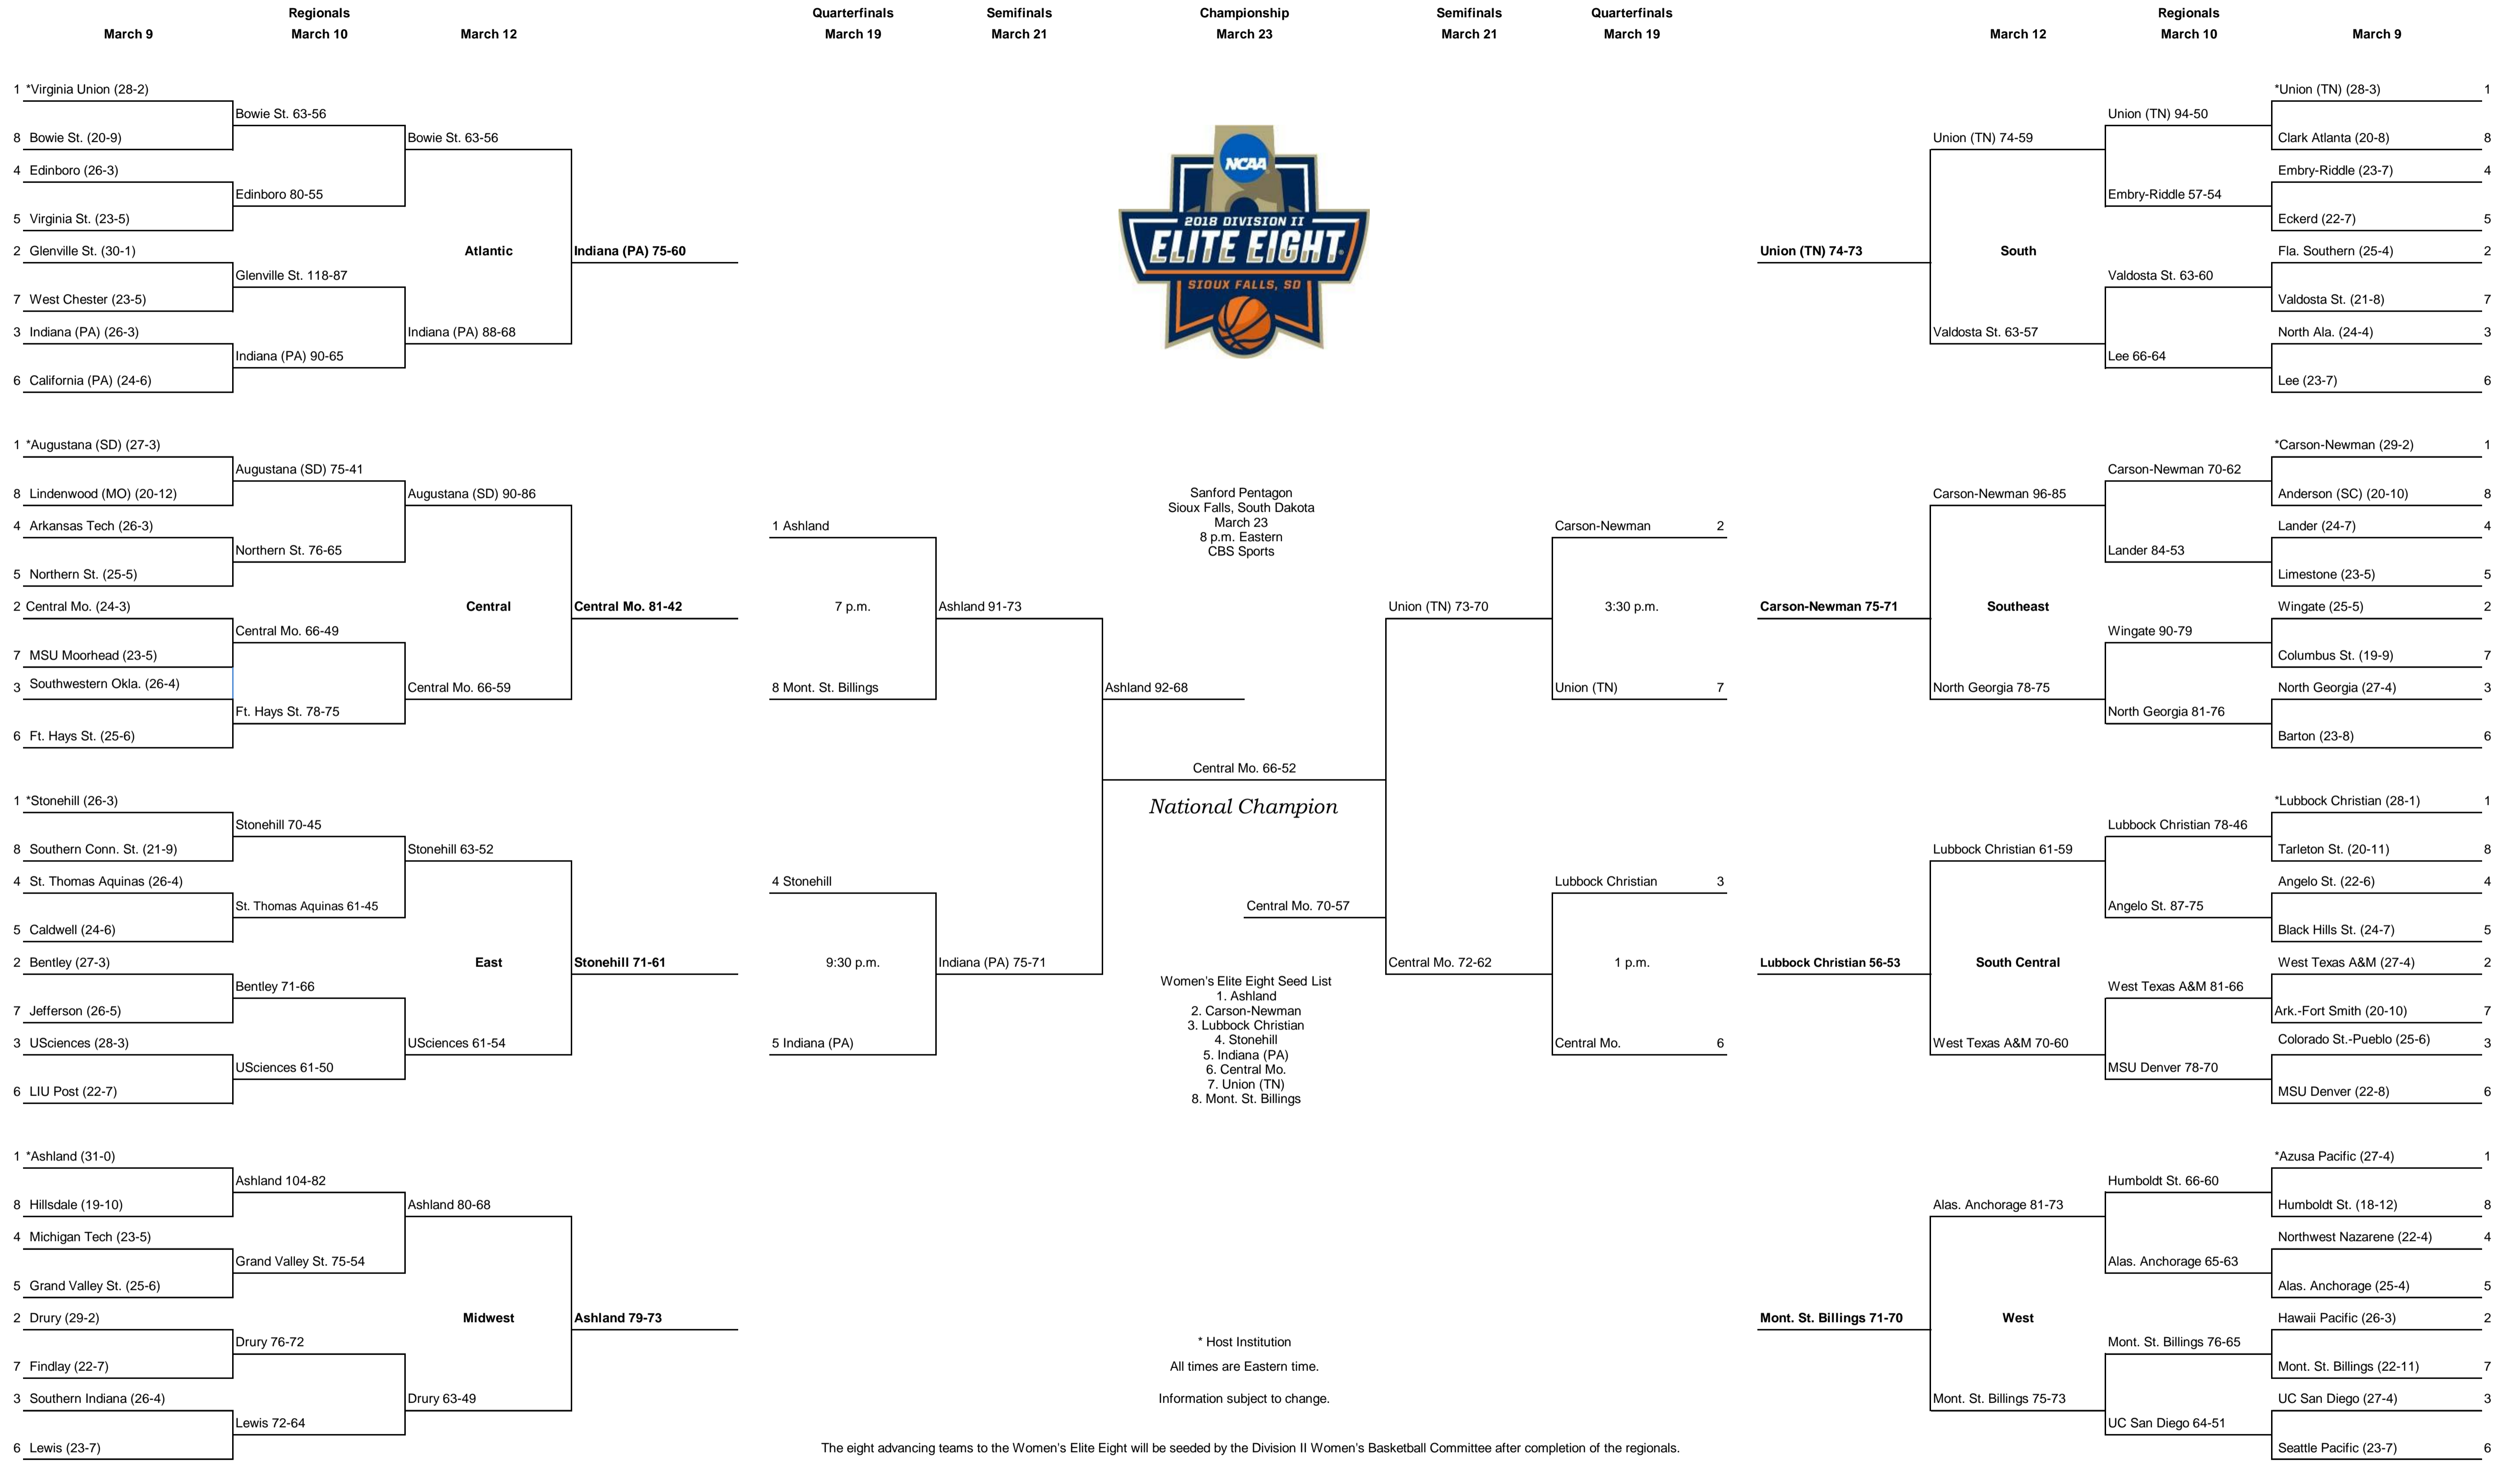 Regionals
March 9
March 10
March 12
Quarterfinals
March 19
Semifinals
March 21
Championship
March 23
Semifinals
March 21
Quarterfinals
March 19
Regionals
March 12
March 10
March 9
1 *Virginia Union (28-2)
8 Bowie St. (20-9)
4 Edinboro (26-3)
5 Virginia St. (23-5)
2 Glenville St. (30-1)
7 West Chester (23-5)
3 Indiana (PA) (26-3)
6 California (PA) (24-6)
Bowie St. 63-56
Edinboro 80-55
Glenville St. 118-87
Indiana (PA) 90-65
Bowie St. 63-56
Indiana (PA) 88-68
Atlantic
Indiana (PA) 75-60
1 *Augustana (SD) (27-3)
8 Lindenwood (MO) (20-12)
4 Arkansas Tech (26-3)
5 Northern St. (25-5)
2 Central Mo. (24-3)
7 MSU Moorhead (23-5)
3 Southwestern Okla. (26-4)
6 Ft. Hays St. (25-6)
Augustana (SD) 75-41
Northern St. 76-65
Central Mo. 66-49
Ft. Hays St. 78-75
Augustana (SD) 90-86
Central Mo. 66-59
Central
Central Mo. 81-42
1 *Stonehill (26-3)
8 Southern Conn. St. (21-9)
4 St. Thomas Aquinas (26-4)
5 Caldwell (24-6)
2 Bentley (27-3)
7 Jefferson (26-5)
3 USciences (28-3)
6 LIU Post (22-7)
Stonehill 70-45
St. Thomas Aquinas 61-45
Bentley 71-66
USciences 61-50
Stonehill 63-52
USciences 61-54
East
Stonehill 71-61
1 *Ashland (31-0)
8 Hillsdale (19-10)
4 Michigan Tech (23-5)
5 Grand Valley St. (25-6)
2 Drury (29-2)
7 Findlay (22-7)
3 Southern Indiana (26-4)
6 Lewis (23-7)
Ashland 104-82
Grand Valley St. 75-54
Drury 76-72
Lewis 72-64
Ashland 80-68
Drury 63-49
Midwest
Ashland 79-73
1 Ashland
7 p.m.
8 Mont. St. Billings
4 Stonehill
9:30 p.m.
5 Indiana (PA)
Ashland 91-73
Indiana (PA) 75-71
Ashland 92-68
NCAA
2018 DIVISION II
ELITE EIGHT
SIOUX FALLS, SD
Sanford Pentagon
Sioux Falls, South Dakota
March 23
8 p.m. Eastern
CBS Sports
Central Mo. 66-52
National Champion
Central Mo. 70-57
Women's Elite Eight Seed List
1. Ashland
2. Carson-Newman
3. Lubbock Christian
4. Stonehill
5. Indiana (PA)
6. Central Mo.
7. Union (TN)
8. Mont. St. Billings
* Host Institution
All times are Eastern time.
Information subject to change.
The eight advancing teams to the Women's Elite Eight will be seeded by the Division II Women's Basketball Committee after completion of the regionals.
Union (TN) 73-70
Central Mo. 72-62
Carson-Newman 2
3:30 p.m.
Union (TN) 7
Lubbock Christian 3
1 p.m.
Central Mo. 6
Union (TN) 74-73
South
Union (TN) 74-59
Valdosta St. 63-57
Union (TN) 94-50
Embry-Riddle 57-54
Valdosta St. 63-60
Lee 66-64
*Union (TN) (28-3) 1
Clark Atlanta (20-8) 8
Embry-Riddle (23-7) 4
Eckerd (22-7) 5
Fla. Southern (25-4) 2
Valdosta St. (21-8) 7
North Ala. (24-4) 3
Lee (23-7) 6
Carson-Newman 75-71
Southeast
Carson-Newman 96-85
North Georgia 78-75
Carson-Newman 70-62
Lander 84-53
Wingate 90-79
North Georgia 81-76
*Carson-Newman (29-2) 1
Anderson (SC) (20-10) 8
Lander (24-7) 4
Limestone (23-5) 5
Wingate (25-5) 2
Columbus St. (19-9) 7
North Georgia (27-4) 3
Barton (23-8) 6
Lubbock Christian 56-53
South Central
Lubbock Christian 61-59
West Texas A&M 70-60
Lubbock Christian 78-46
Angelo St. 87-75
West Texas A&M 81-66
MSU Denver 78-70
*Lubbock Christian (28-1) 1
Tarleton St. (20-11) 8
Angelo St. (22-6) 4
Black Hills St. (24-7) 5
West Texas A&M (27-4) 2
Ark.-Fort Smith (20-10) 7
Colorado St.-Pueblo (25-6) 3
MSU Denver (22-8) 6
Mont. St. Billings 71-70
West
Alas. Anchorage 81-73
Mont. St. Billings 75-73
Humboldt St. 66-60
Alas. Anchorage 65-63
Mont. St. Billings 76-65
UC San Diego 64-51
*Azusa Pacific (27-4) 1
Humboldt St. (18-12) 8
Northwest Nazarene (22-4) 4
Alas. Anchorage (25-4) 5
Hawaii Pacific (26-3) 2
Mont. St. Billings (22-11) 7
UC San Diego (27-4) 3
Seattle Pacific (23-7) 6